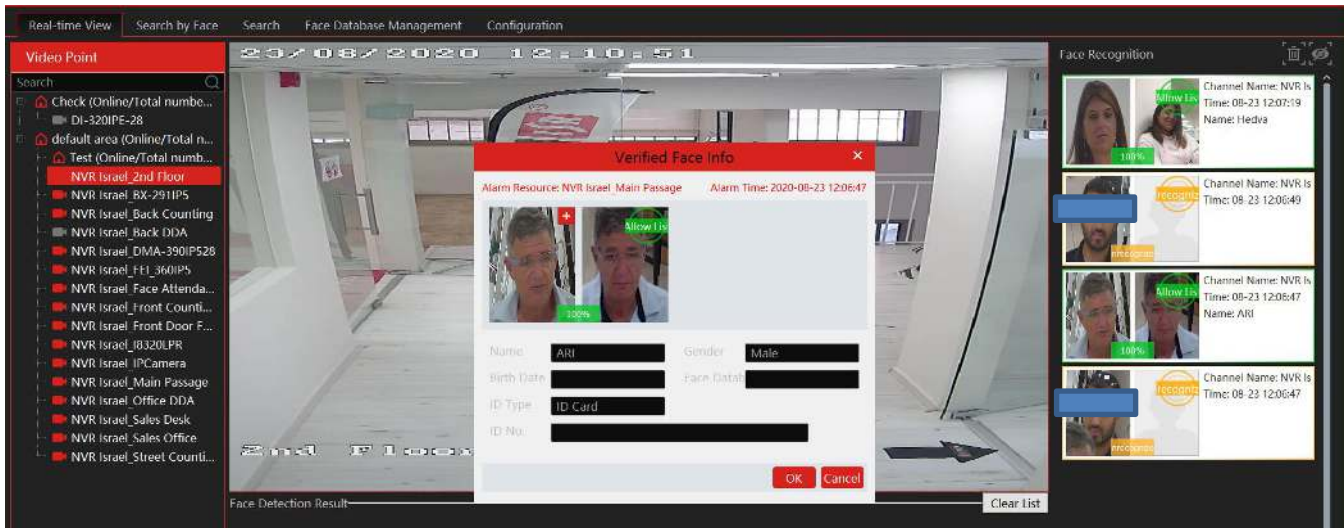 Real-time View Search by Face Search Face Database Management Configuration
Video Point
Search
Check (Online/Total numbe...
DI-320IPE-28
default area (Online/Total n...
Test (Online/Total numb...
NVR Israel_2nd Floor
NVR Israel_BX-291IP5
NVR Israel_Back Counting
NVR Israel_Back DDA
NVR Israel_DMA-390IP528
NVR Israel_FEI_360IP5
NVR Israel_Face Attenda...
NVR Israel_Front Counti...
NVR Israel_Front Door F...
NVR Israel_I8320LPR
NVR Israel_IPCamera
NVR Israel_Main Passage
NVR Israel_Office DDA
NVR Israel_Sales Desk
NVR Israel_Sales Office
NVR Israel_Street Counti...
23/08/2020 12:10:51
2nd Floor
Verified Face Info
Alarm Resource: NVR Israel_Main Passage Alarm Time: 2020-08-23 12:06:47
Allow Lis
100%
Name ARI Gender Male
Birth Date Face Datab
ID Type ID Card
ID No.
OK Cancel
Face Detection Result
Clear List
Face Recognition
Channel Name: NVR Is
Time: 08-23 12:07:19
Name: Hedva
Allow Lis
100%
Channel Name: NVR Is
Time: 08-23 12:06:49
recogniz
nrecogniz
Channel Name: NVR Is
Time: 08-23 12:06:47
Name: ARI
Allow Lis
100%
Channel Name: NVR Is
Time: 08-23 12:06:47
recogniz
nrecogniz